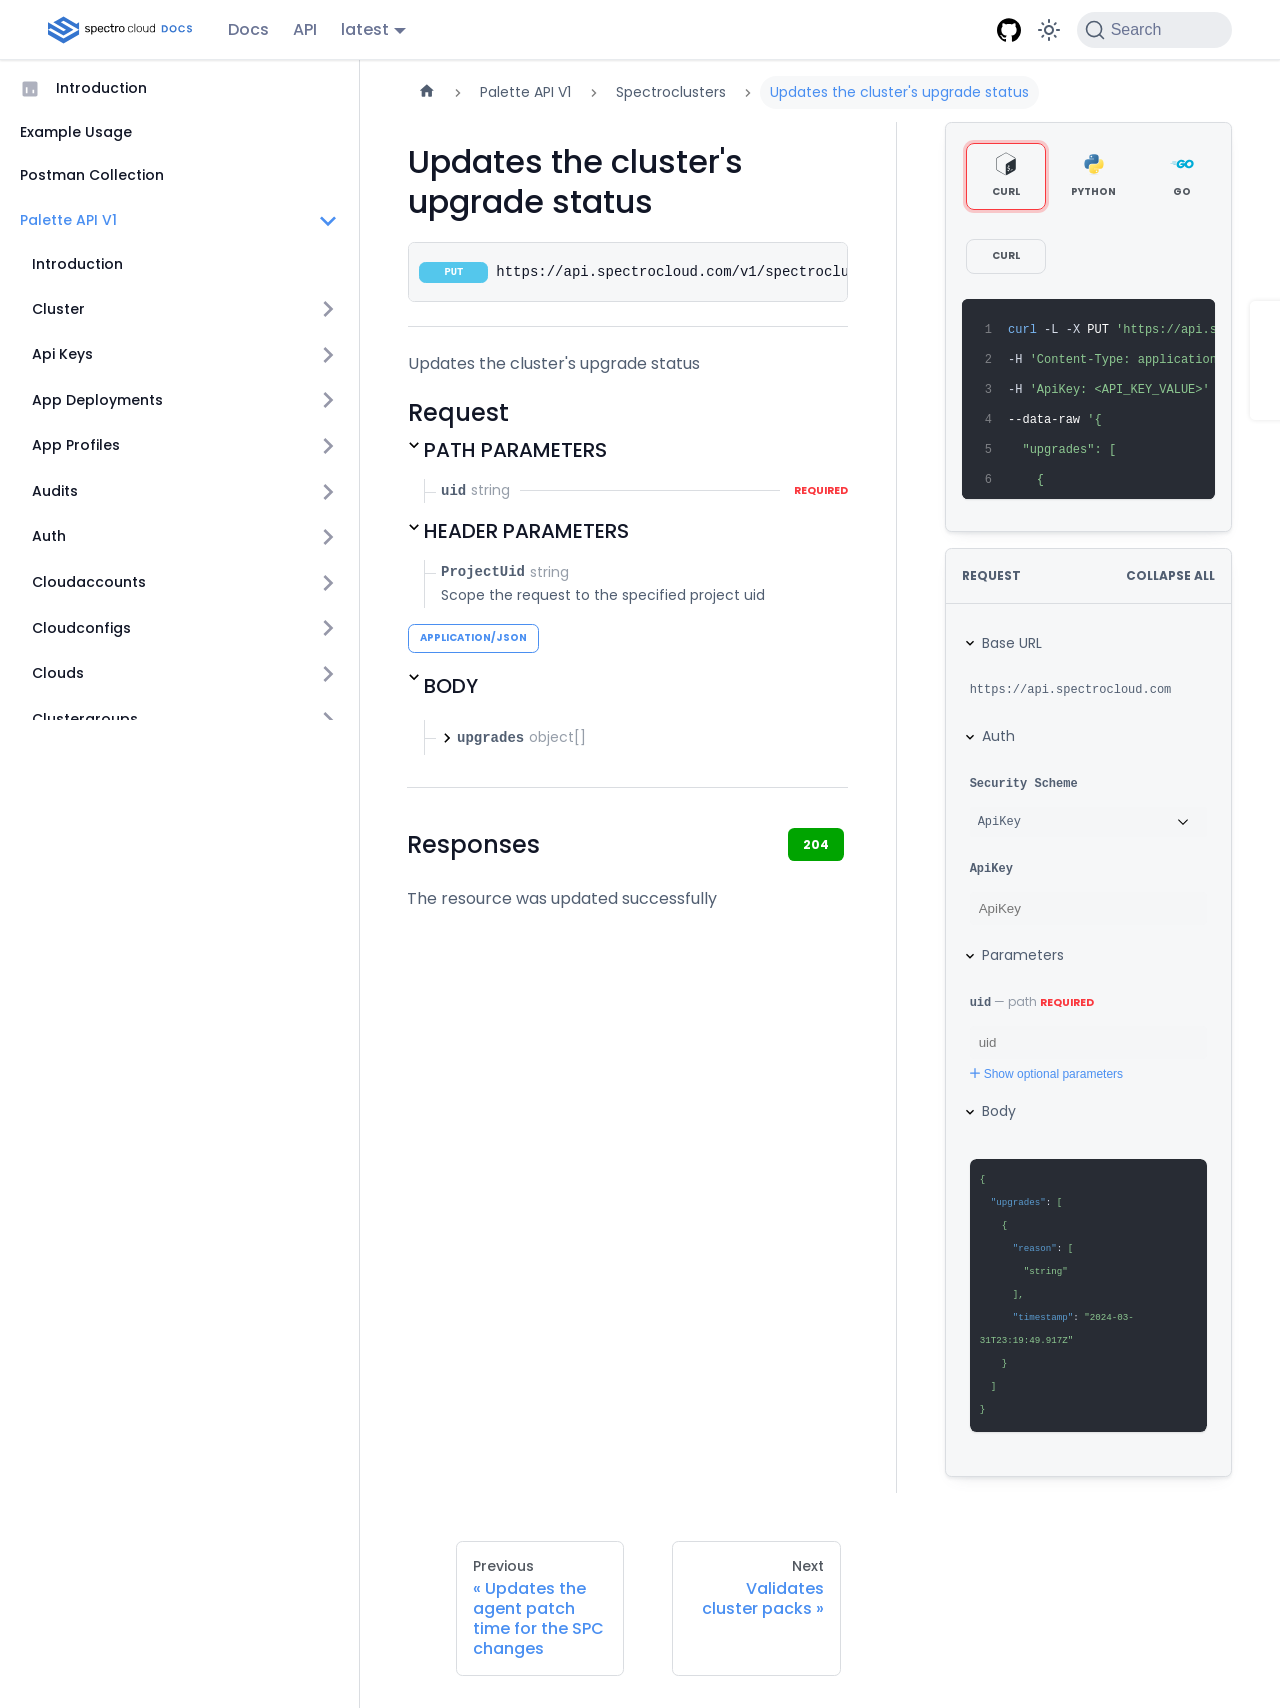 spectro cloud DOCS
Docs
API
latest
Search
Introduction
Example Usage
Postman Collection
Palette API V1
Introduction
Cluster
Api Keys
App Deployments
App Profiles
Audits
Auth
Cloudaccounts
Cloudconfigs
Clouds
Clustergroups
Palette API V1
Spectroclusters
Updates the cluster's upgrade status
Updates the cluster's
upgrade status
PUT
https://api.spectrocloud.com/v1/spectroclu
Updates the cluster's upgrade status
Request
PATH PARAMETERS
uid string
REQUIRED
HEADER PARAMETERS
ProjectUid string
Scope the request to the specified project uid
APPLICATION/JSON
BODY
upgrades object[]
Responses
204
The resource was updated successfully
CURL
PYTHON
GO
GO
CURL
1 curl -L -X PUT 'https://api.s
2 -H 'Content-Type: application
3 -H 'ApiKey: <API_KEY_VALUE>'
4 --data-raw '{
5 "upgrades": [
6 {
REQUEST
COLLAPSE ALL
Base URL
https://api.spectrocloud.com
Auth
Security Scheme
ApiKey
ApiKey
ApiKey
Parameters
uid — path REQUIRED
uid
Show optional parameters
Body
{
"upgrades": [
{
"reason": [
"string"
],
"timestamp": "2024-03-
31T23:19:49.917Z"
}
]
}
Previous
« Updates the
agent patch
time for the SPC
changes
Next
Validates
cluster packs »